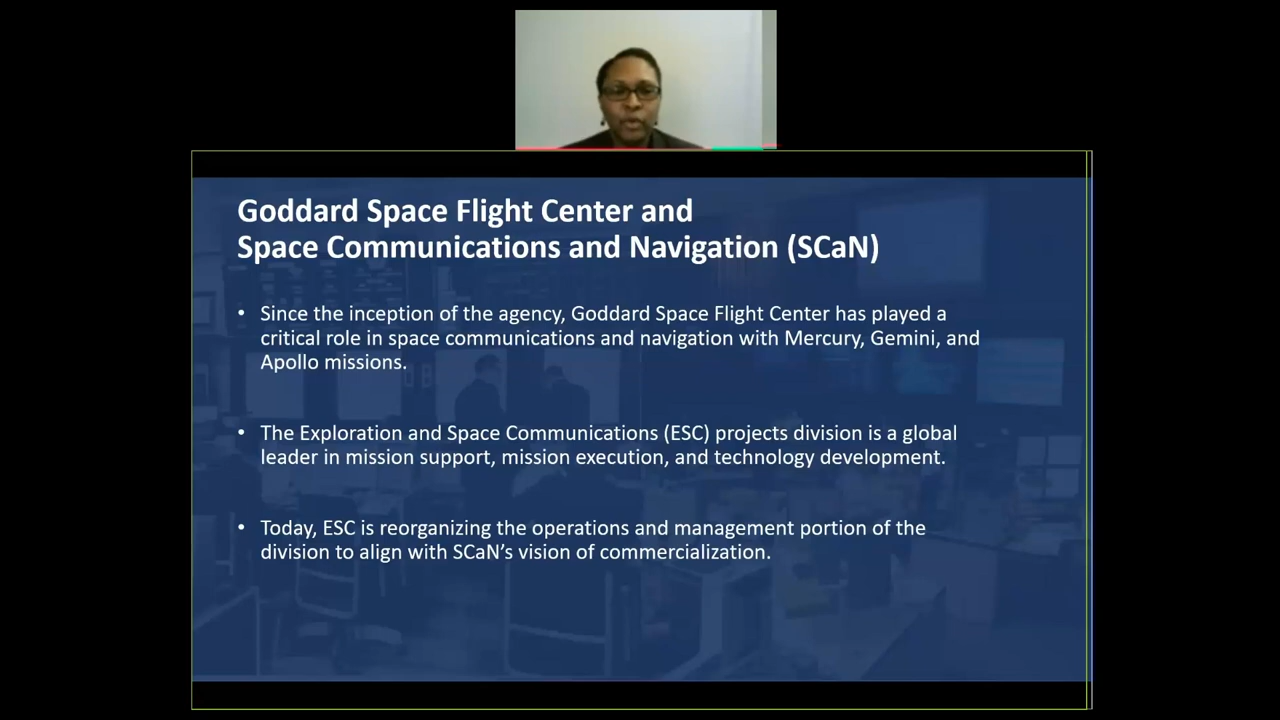 Goddard Space Flight Center and
Space Communications and Navigation (SCaN)
• Since the inception of the agency, Goddard Space Flight Center has played a
critical role in space communications and navigation with Mercury, Gemini, and
Apollo missions.
• The Exploration and Space Communications (ESC) projects division is a global
leader in mission support, mission execution, and technology development.
• Today, ESC is reorganizing the operations and management portion of the
division to align with SCaN’s vision of commercialization.